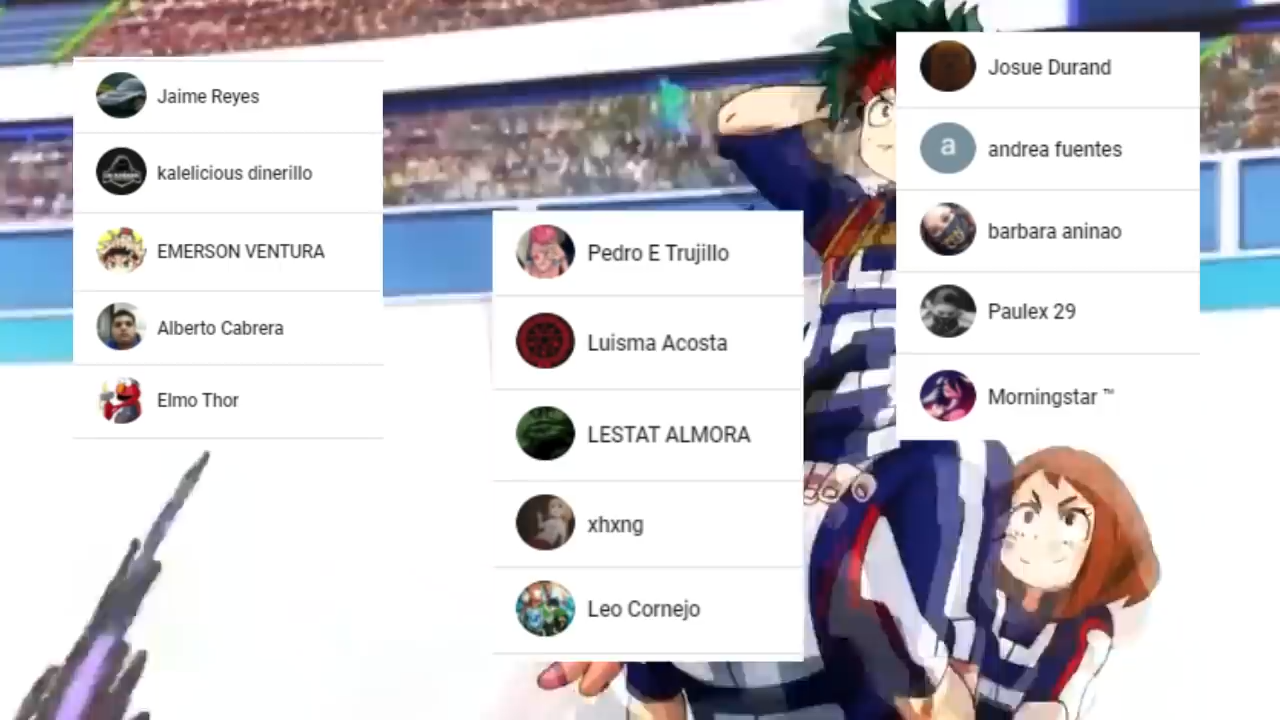 Jaime Reyes
kalelicious dinerillo
EMERSON VENTURA
Alberto Cabrera
Elmo Thor
Pedro E Trujillo
Luisma Acosta
LESTAT ALMORA
xhxng
Leo Cornejo
Josue Durand
a
andrea fuentes
barbara aninao
Paulex 29
Morningstar ™